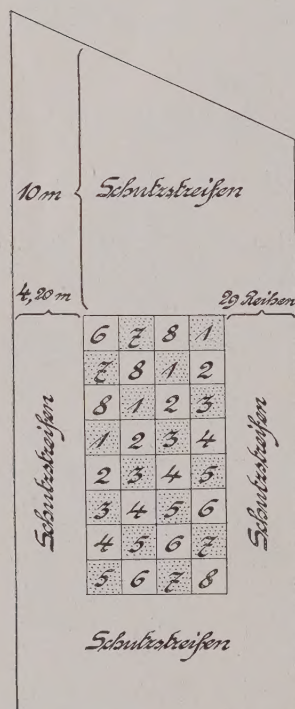 10 m Schutzstreifen
4,20 m 29 Reihen
6 7 8 1
7 8 1 2
8 1 2 3
1 2 3 4
2 3 4 5
3 4 5 6
4 5 6 7
5 6 7 8
Schutzstreifen
Schutzstreifen
Schutzstreifen